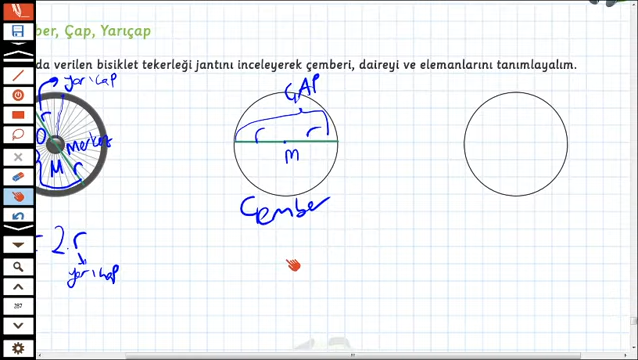 ber, Çap, Yarıçap
da verilen bisiklet tekerleği jantını inceleyerek çemberi, daireyi ve elemanlarını tanımlayalım.
yarıçap
ÇAP
r
r
r
Merkez
M
r
M
Çember
2.r
yarıçap
287